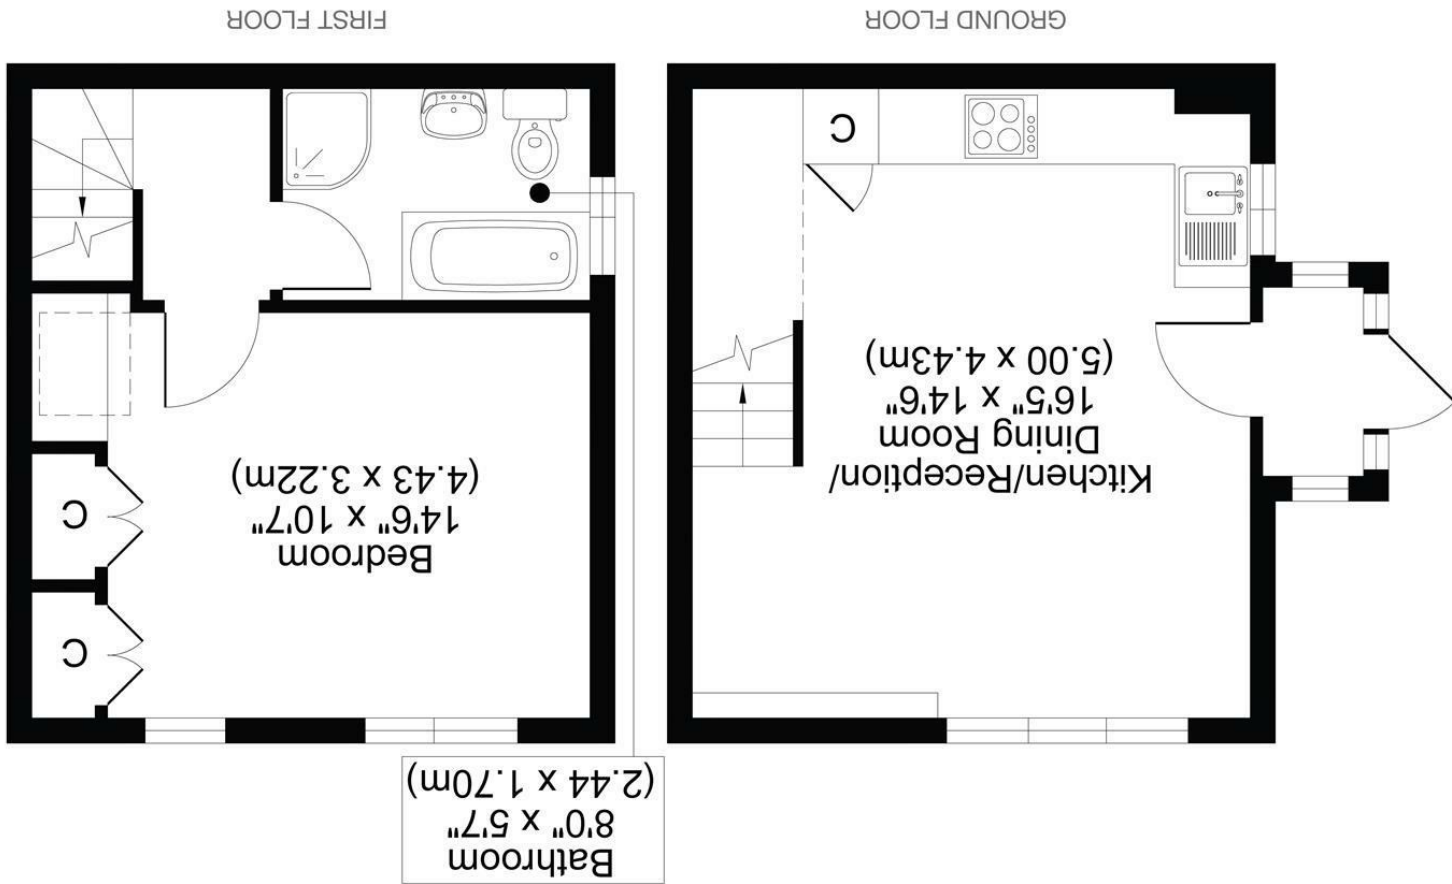 Bathroom
8'0" x 5'7"
(2.44 x 1.70m)
Kitchen/Reception/
Dining Room
16'5" x 14'6"
(5.00 x 4.43m)
C
GROUND FLOOR
C
C
Bedroom
14'6" x 10'7"
(4.43 x 3.22m)
FIRST FLOOR